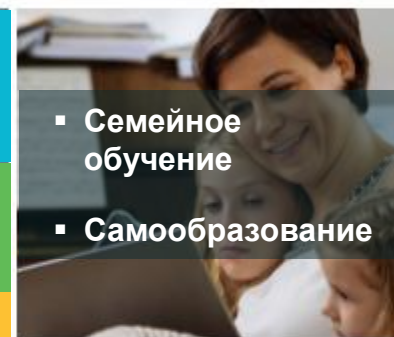 ▪ Семейное
обучение
▪ Самообразование